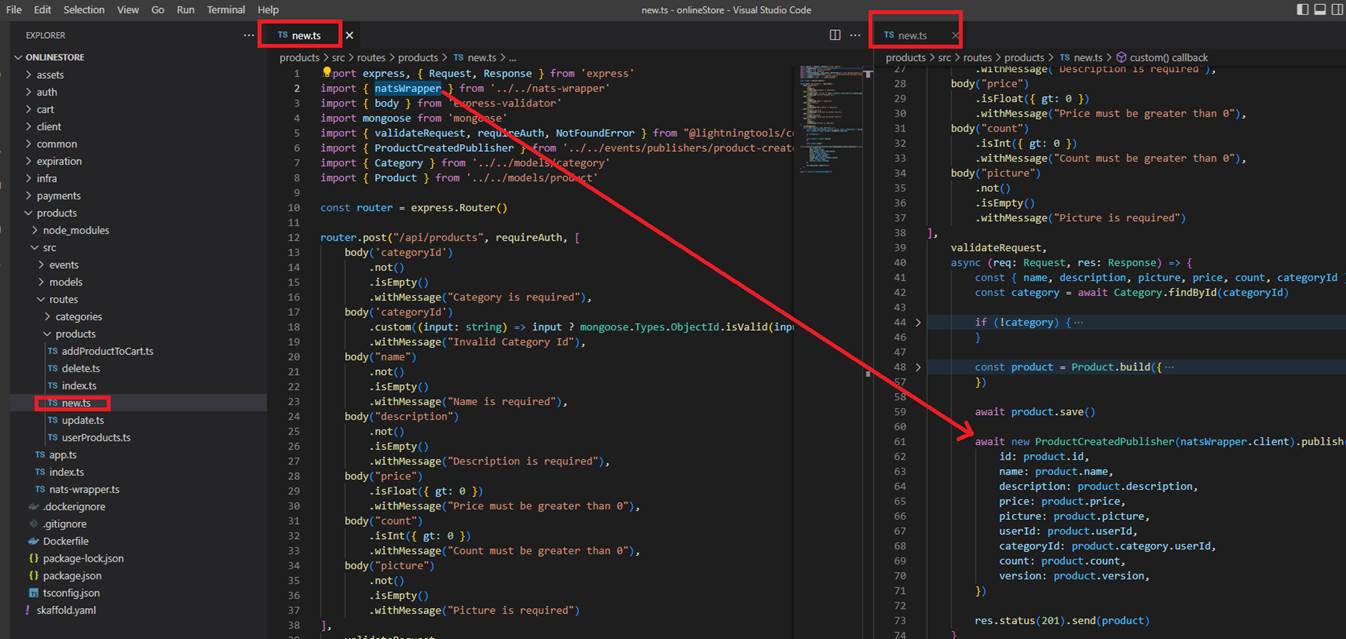 File Edit Selection View Go Run Terminal Help
new.ts - onlineStore - Visual Studio Code
EXPLORER
ONLINESTORE
assets
auth
cart
client
common
expiration
infra
payments
products
node_modules
src
events
models
routes
categories
products
TS addProductToCart.ts
TS delete.ts
TS index.ts
TS new.ts
TS update.ts
TS userProducts.ts
TS app.ts
TS index.ts
TS nats-wrapper.ts
.dockerignore
.gitignore
Dockerfile
{} package-lock.json
{} package.json
tsconfig.json
! skaffold.yaml
TS new.ts
products > src > routes > products > TS new.ts > ...
1 import express, { Request, Response } from 'express'
2 import { natsWrapper } from '../../nats-wrapper'
3 import { body } from 'express-validator'
4 import mongoose from 'mongoose'
5 import { validateRequest, requireAuth, NotFoundError } from "@lightningtools/co
6 import { ProductCreatedPublisher } from '../../events/publishers/product-creat
7 import { Category } from '../../models/category'
8 import { Product } from '../../models/product'
9
10 const router = express.Router()
11
12 router.post("/api/products", requireAuth, [
13 body('categoryId')
14 .not()
15 .isEmpty()
16 .withMessage("Category is required"),
17 body('categoryId')
18 .custom((input: string) => input ? mongoose.Types.ObjectId.isValid(inp
19 .withMessage("Invalid Category Id"),
20 body("name")
21 .not()
22 .isEmpty()
23 .withMessage("Name is required"),
24 body("description")
25 .not()
26 .isEmpty()
27 .withMessage("Description is required"),
28 body("price")
29 .isFloat({ gt: 0 })
30 .withMessage("Price must be greater than 0"),
31 body("count")
32 .isInt({ gt: 0 })
33 .withMessage("Count must be greater than 0"),
34 body("picture")
35 .not()
36 .isEmpty()
37 .withMessage("Picture is required")
38 ],
39 validateRequest,
TS new.ts
products > src > routes > products > TS new.ts > custom() callback
27 .withMessage("Description is required"),
28 body("price")
29 .isFloat({ gt: 0 })
30 .withMessage("Price must be greater than 0"),
31 body("count")
32 .isInt({ gt: 0 })
33 .withMessage("Count must be greater than 0"),
34 body("picture")
35 .not()
36 .isEmpty()
37 .withMessage("Picture is required")
38 ],
39 validateRequest,
40 async (req: Request, res: Response) => {
41 const { name, description, picture, price, count, categoryId }
42 const category = await Category.findById(categoryId)
43
44 if (!category) { ...
46 }
47
48 const product = Product.build({ ...
57 })
58
59 await product.save()
60
61 await new ProductCreatedPublisher(natsWrapper.client).publish(
62 id: product.id,
63 name: product.name,
64 description: product.description,
65 price: product.price,
66 picture: product.picture,
67 userId: product.userId,
68 categoryId: product.category.userId,
69 count: product.count,
70 version: product.version,
71 })
72
73 res.status(201).send(product)
74 }